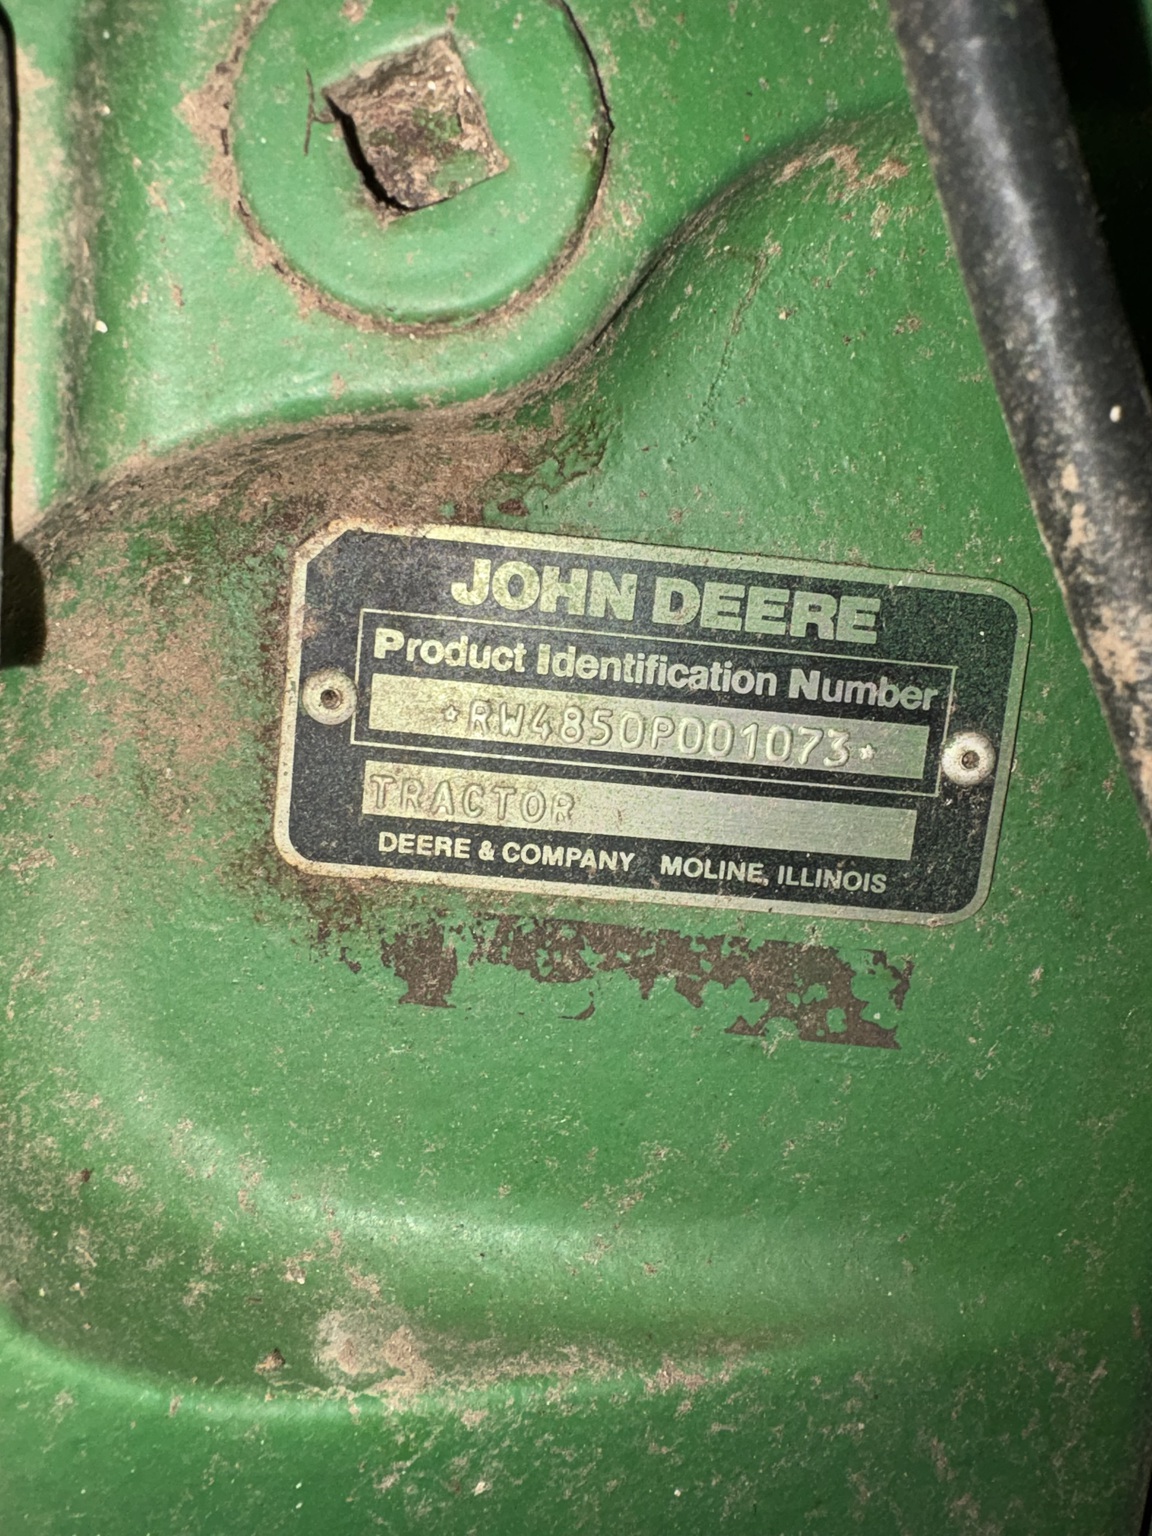 JOHN DEERE
Product Identification Number
*RW4850P001073*
TRACTOR
DEERE & COMPANY MOLINE, ILLINOIS